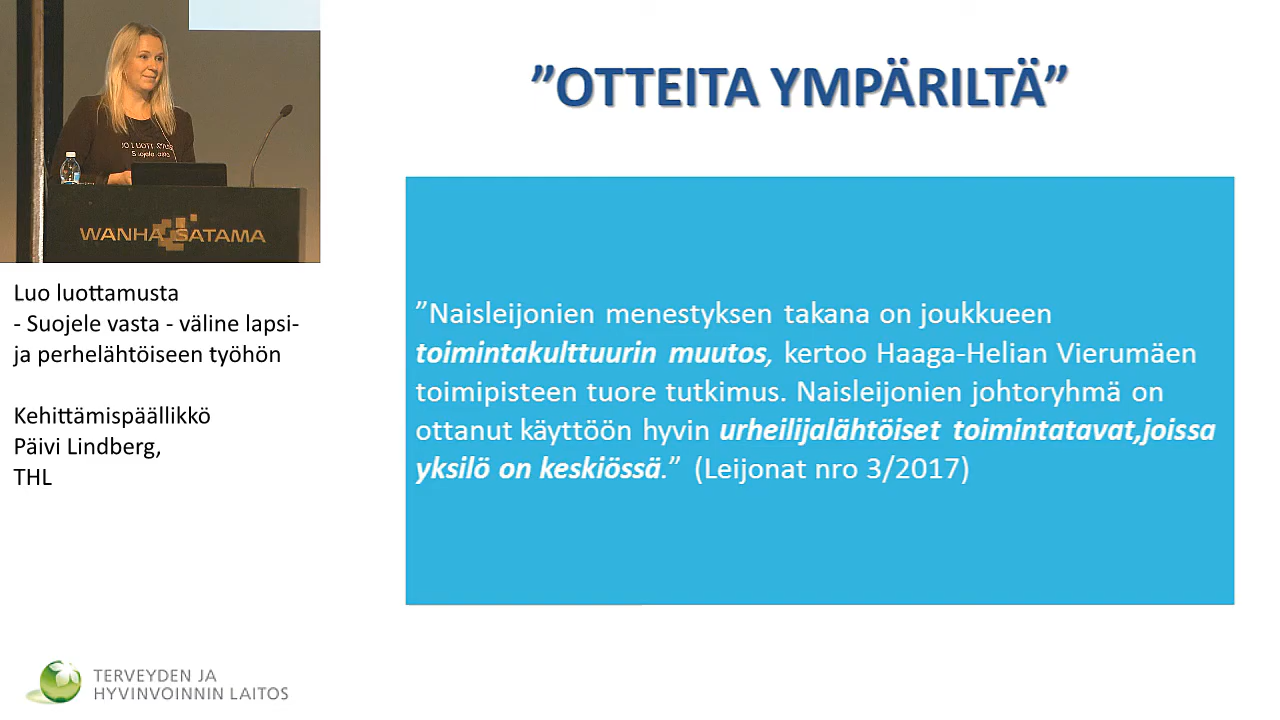 WANHA SATAMA
Luo luottamusta
- Suojele vasta - väline lapsi-
ja perhelähtöiseen työhön
Kehittämispäällikkö
Päivi Lindberg,
THL
TERVEYDEN JA
HYVINVOINNIN LAITOS
”OTTEITA YMPÄRILTÄ”
”Naisleijonien menestyksen takana on joukkueen
toimintakulttuurin muutos, kertoo Haaga-Helian Vierumäen
toimipisteen tuore tutkimus. Naisleijonien johtoryhmä on
ottanut käyttöön hyvin urheilijalähtöiset toimintatavat,joissa
yksilö on keskiössä.” (Leijonat nro 3/2017)